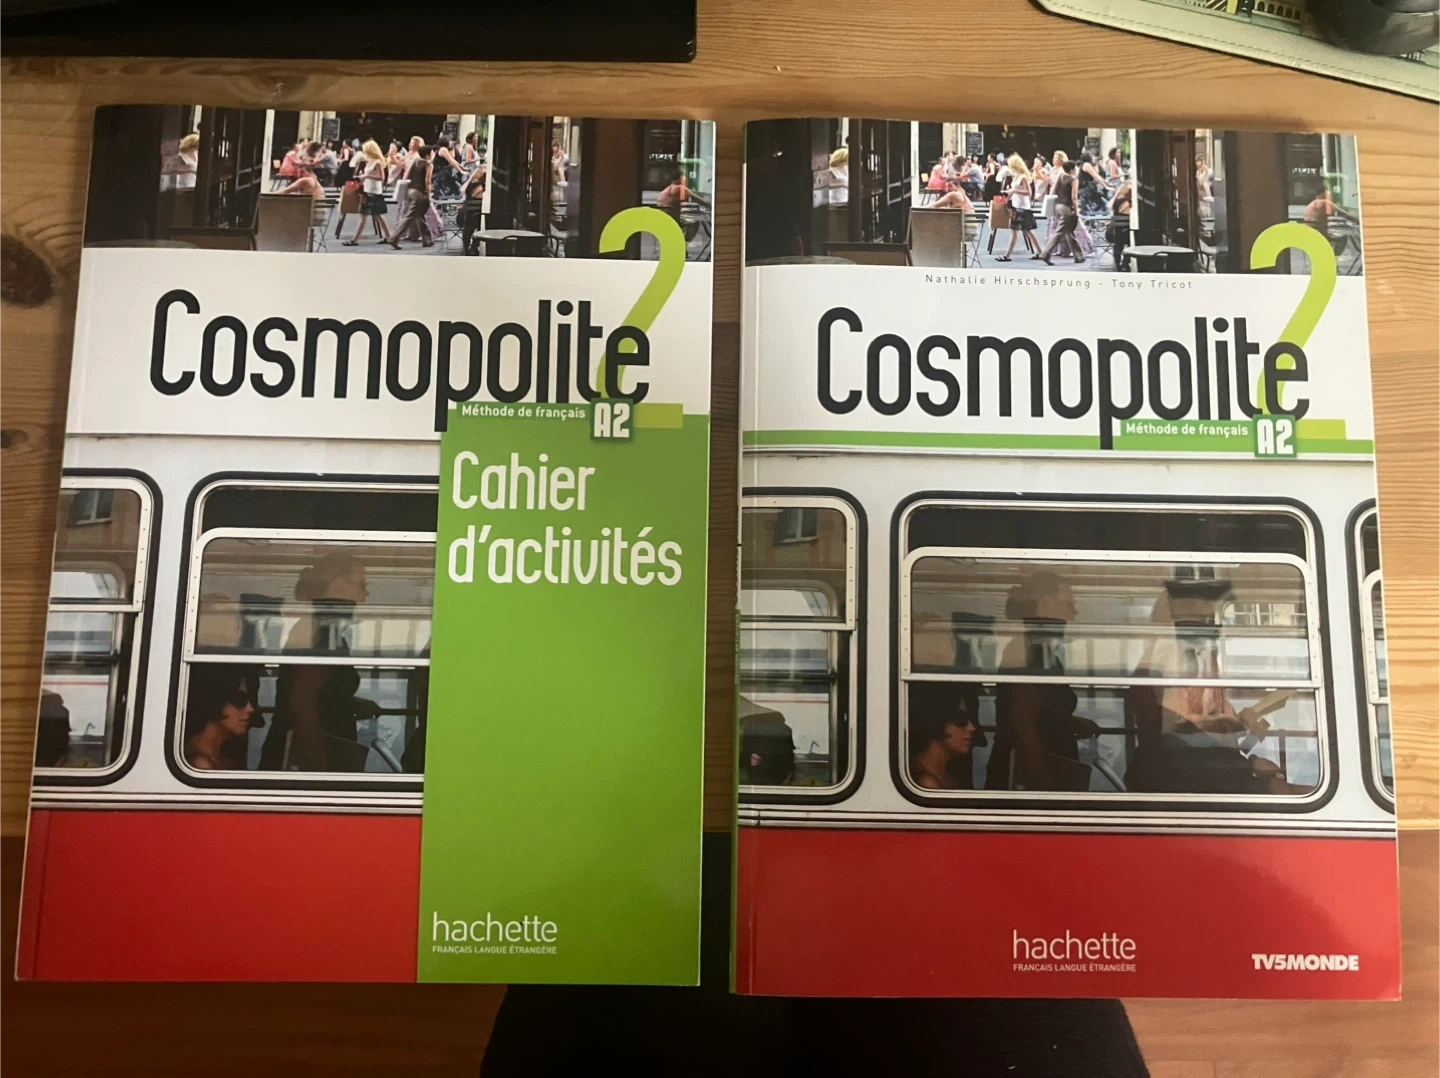 Cosmopolite 2
Méthode de français A2
Cahier
d'activités
hachette
FRANÇAIS LANGUE ÉTRANGÈRE
Nathalie Hirschsprung - Tony Tricot
Cosmopolite 2
Méthode de français A2
hachette
FRANÇAIS LANGUE ÉTRANGÈRE
TV5MONDE